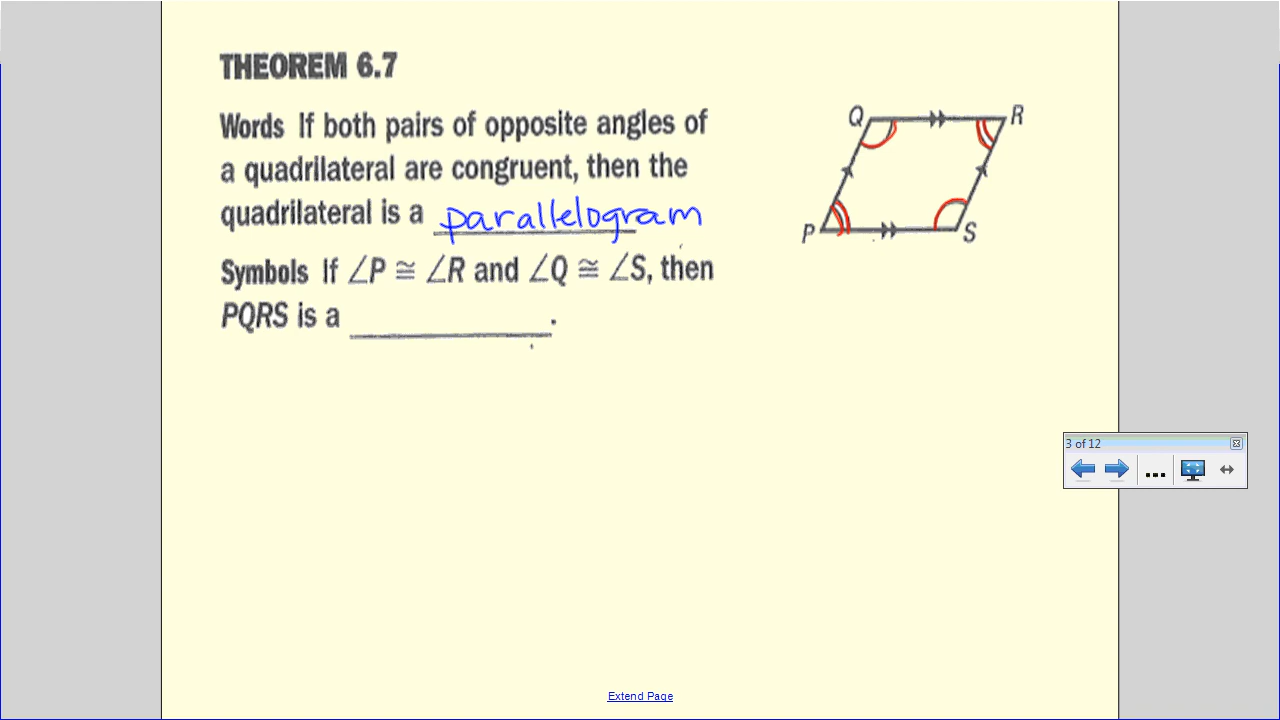 THEOREM 6.7
Words If both pairs of opposite angles of
a quadrilateral are congruent, then the
quadrilateral is a parallelogram
Symbols If ∠P ≅ ∠R and ∠Q ≅ ∠S, then
PQRS is a ____________.
Q
R
P
S
3 of 12
...
Extend Page